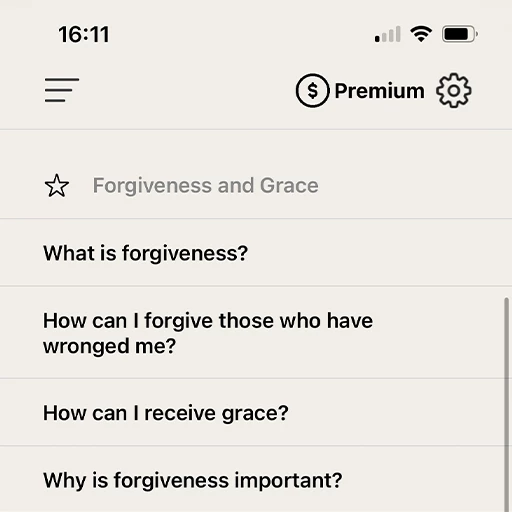 16:11
$ Premium
Forgiveness and Grace
What is forgiveness?
How can I forgive those who have
wronged me?
How can I receive grace?
Why is forgiveness important?